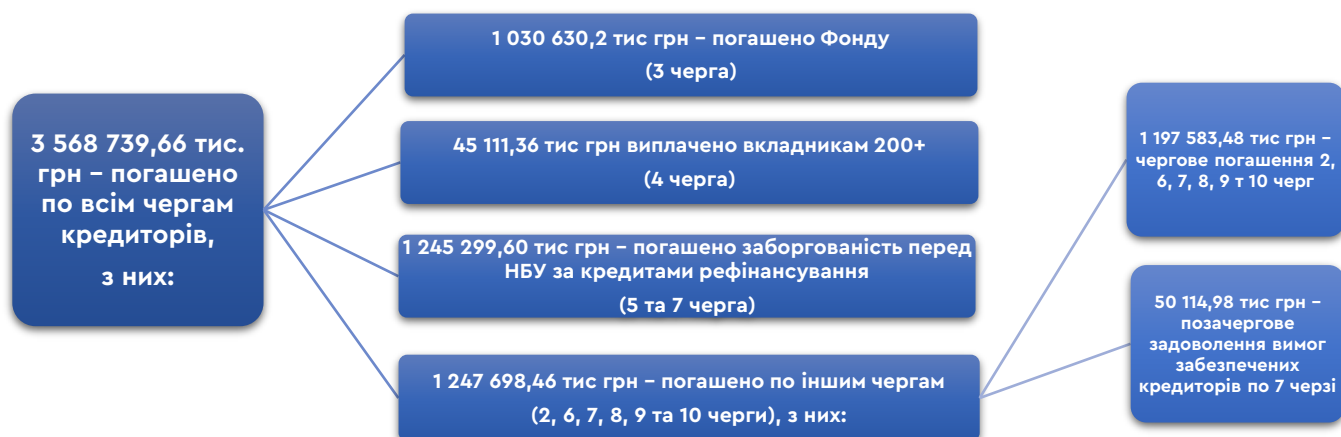 3 568 739,66 тис.
грн – погашено
по всім чергам
кредиторів,
з них:
1 030 630,2 тис грн – погашено Фонду
(3 черга)
45 111,36 тис грн виплачено вкладникам 200+
(4 черга)
1 245 299,60 тис грн – погашено заборгованість перед
НБУ за кредитами рефінансування
(5 та 7 черга)
1 247 698,46 тис грн – погашено по іншим чергам
(2, 6, 7, 8, 9 та 10 черги), з них:
1 197 583,48 тис грн –
чергове погашення 2,
6, 7, 8, 9 т 10 черг
50 114,98 тис грн –
позачергове
задоволення вимог
забезпечених
кредиторів по 7 черзі